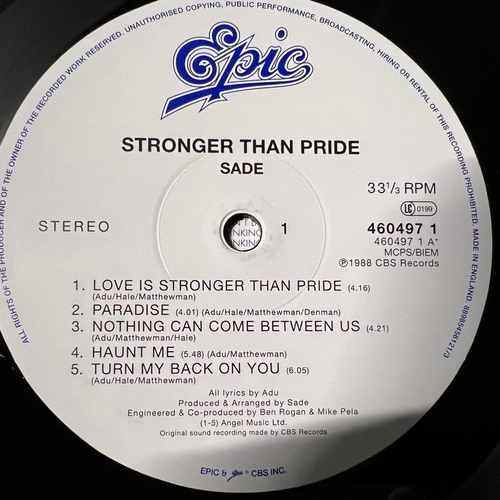 ALL RIGHTS OF THE PRODUCER AND OF THE OWNER OF THE RECORDED WORK RESERVED. UNAUTHORISED COPYING, PUBLIC PERFORMANCE, BROADCASTING, HIRING OR RENTAL OF THIS RECORDING PROHIBITED. MADE IN ENGLAND.
Epic
STRONGER THAN PRIDE
SADE
33 1/3 RPM
LC 0199
STEREO
1
460497 1
460497 1 A*
MCPS/BIEM
℗1988 CBS Records
1. LOVE IS STRONGER THAN PRIDE (4.16)
(Adu/Hale/Matthewman)
2. PARADISE (4.01) (Adu/Hale/Matthewman/Denman)
3. NOTHING CAN COME BETWEEN US (4.21)
(Adu/Matthewman/Hale)
4. HAUNT ME (5.48) (Adu/Matthewman)
5. TURN MY BACK ON YOU (6.05)
(Adu/Hale/Matthewman)
All lyrics by Adu
Produced & Arranged by Sade
Engineered & Co-produced by Ben Rogan & Mike Pela
(1-5) Angel Music Ltd.
Original sound recording made by CBS Records
EPIC & Epic ® CBS INC.